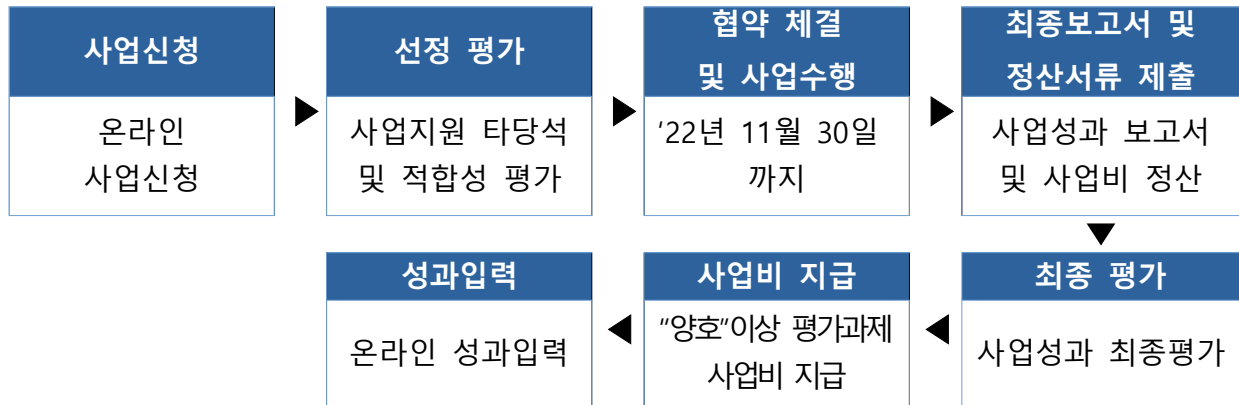 사업신청
온라인
사업신청
선정 평가
사업지원 타당석
및 적합성 평가
협약 체결
및 사업수행
'22년 11월 30일
까지
최종보고서 및
정산서류 제출
사업성과 보고서
및 사업비 정산
최종 평가
사업성과 최종평가
사업비 지급
"양호"이상 평가과제
사업비 지급
성과입력
온라인 성과입력